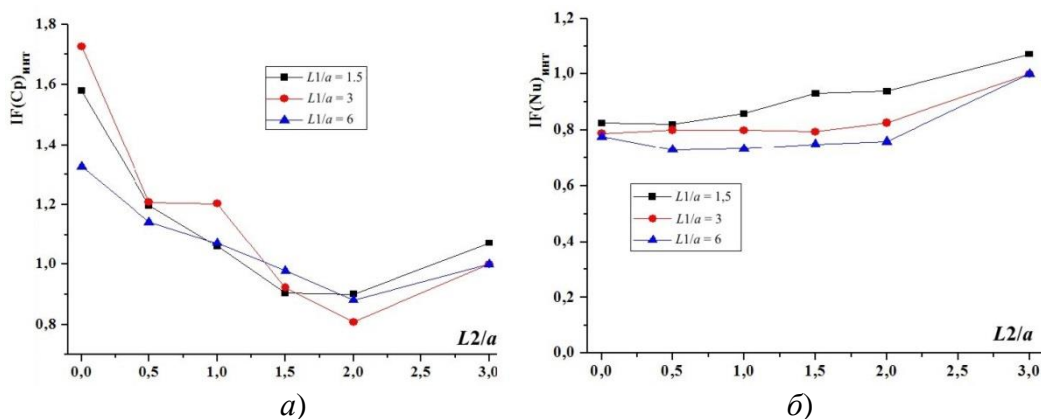 1,8
1,6
1,4
1,2
1,0
0,8
IF(Cp)инт
L1/a = 1.5
L1/a = 3
L1/a = 6
L2/a
0,0 0,5 1,0 1,5 2,0 2,5 3,0
а)
1,2
1,0
0,8
0,6
0,4
0,2
0,0
IF(Nu)инт
L1/a = 1,5
L1/a = 3
L1/a = 6
L2/a
0,0 0,5 1,0 1,5 2,0 2,5 3,0
б)